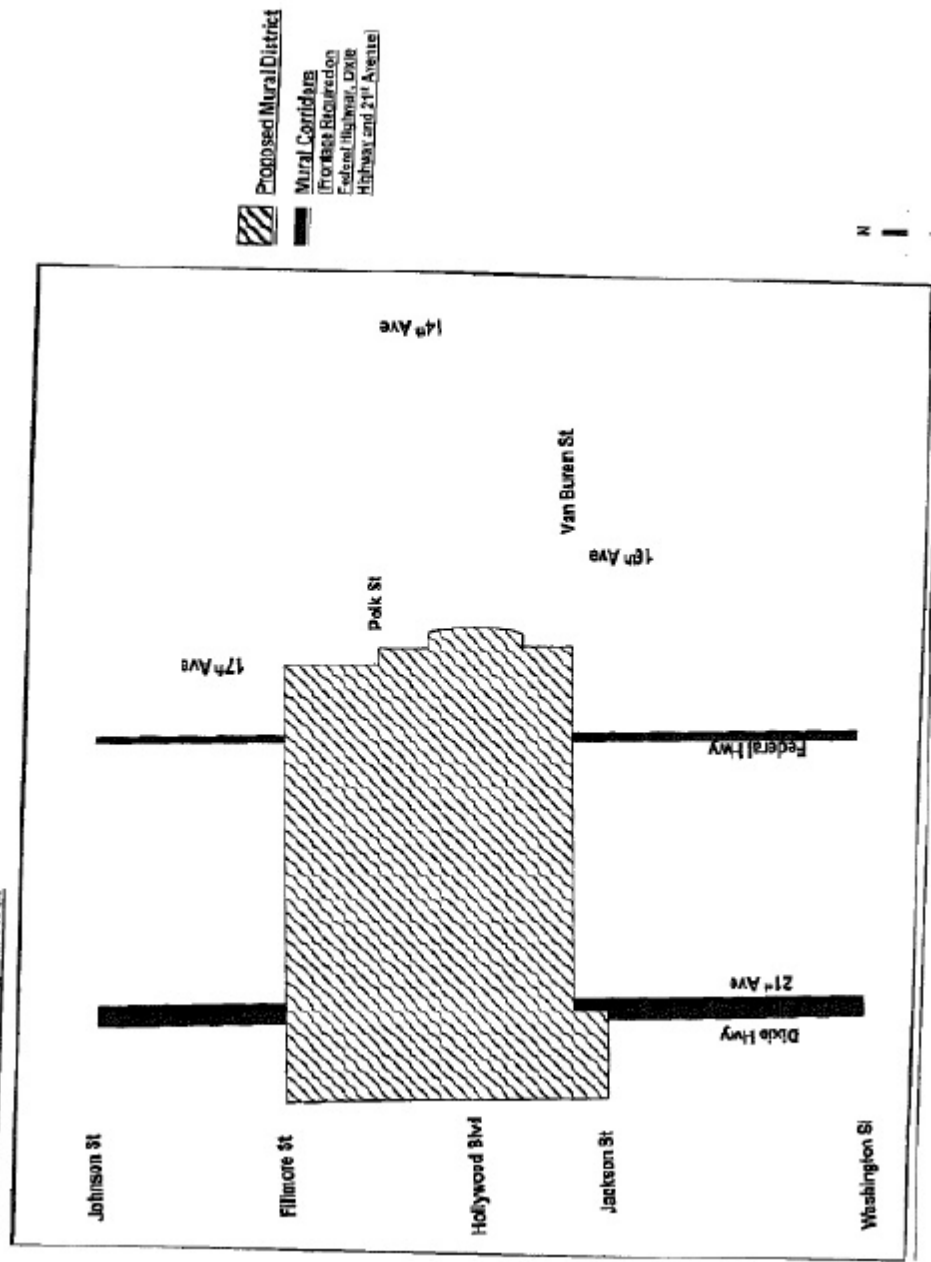 Proposed Mural District
Mural Corridors
(Frontage Required on
Federal Highway, Dixie
Highway and 21st Avenue)
N
Johnson St
Fillmore St
Hollywood Blvd
Jackson St
Washington St
17th Ave
Polk St
14th Ave
Van Buren St.
16th Ave
Federal Hwy
21st Ave
Dixie Hwy